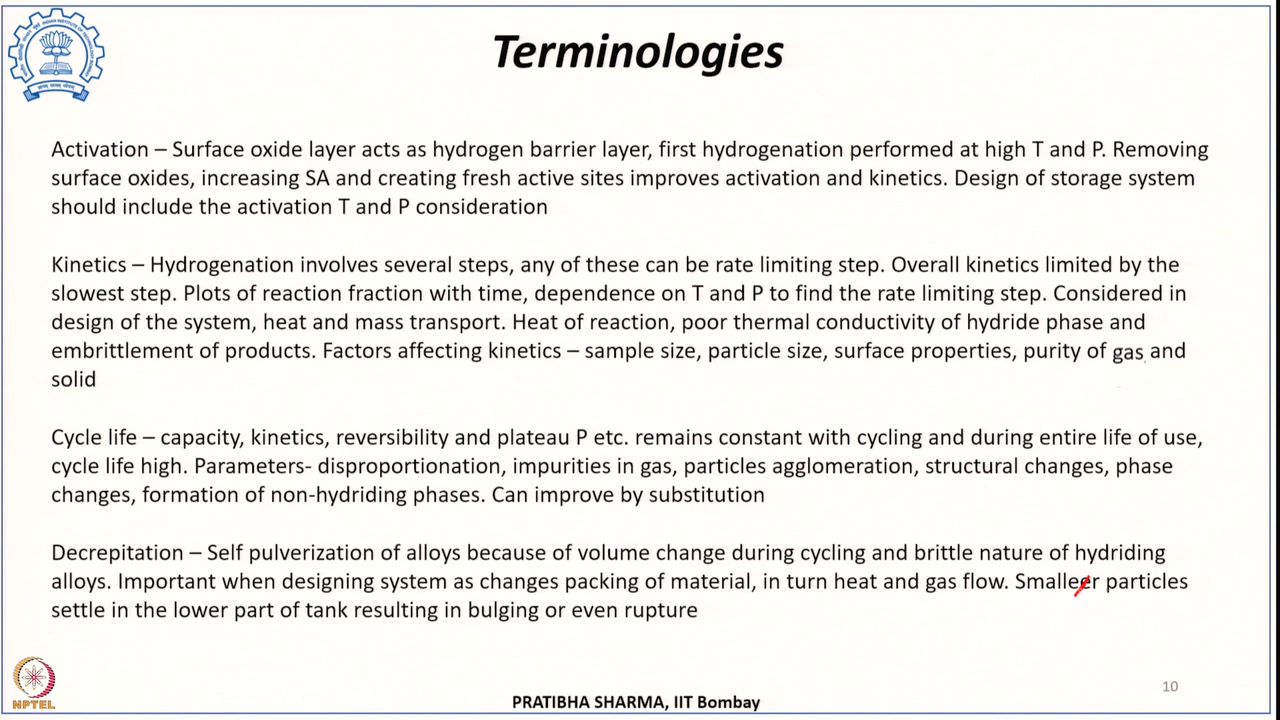 Terminologies
Activation – Surface oxide layer acts as hydrogen barrier layer, first hydrogenation performed at high T and P. Removing
surface oxides, increasing SA and creating fresh active sites improves activation and kinetics. Design of storage system
should include the activation T and P consideration
Kinetics – Hydrogenation involves several steps, any of these can be rate limiting step. Overall kinetics limited by the
slowest step. Plots of reaction fraction with time, dependence on T and P to find the rate limiting step. Considered in
design of the system, heat and mass transport. Heat of reaction, poor thermal conductivity of hydride phase and
embrittlement of products. Factors affecting kinetics – sample size, particle size, surface properties, purity of gas and
solid
Cycle life – capacity, kinetics, reversibility and plateau P etc. remains constant with cycling and during entire life of use,
cycle life high. Parameters- disproportionation, impurities in gas, particles agglomeration, structural changes, phase
changes, formation of non-hydriding phases. Can improve by substitution
Decrepitation – Self pulverization of alloys because of volume change during cycling and brittle nature of hydriding
alloys. Important when designing system as changes packing of material, in turn heat and gas flow. Smalleer particles
settle in the lower part of tank resulting in bulging or even rupture
10
NPTEL
PRATIBHA SHARMA, IIT Bombay